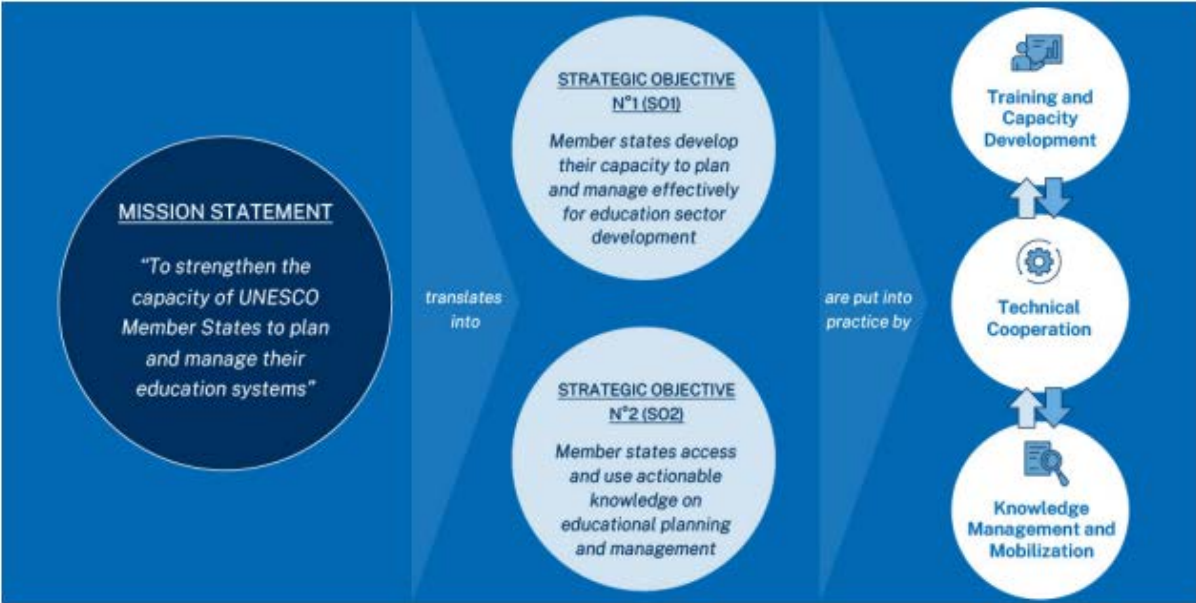 MISSION STATEMENT
“To strengthen the
capacity of UNESCO
Member States to plan
and manage their
education systems”
translates
into
STRATEGIC OBJECTIVE
N°1 (SO1)
Member states develop
their capacity to plan
and manage effectively
for education sector
development
STRATEGIC OBJECTIVE
N°2 (SO2)
Member states access
and use actionable
knowledge on
educational planning
and management
are put into
practice by
Training and
Capacity
Development
Technical
Cooperation
Knowledge
Management and
Mobilization